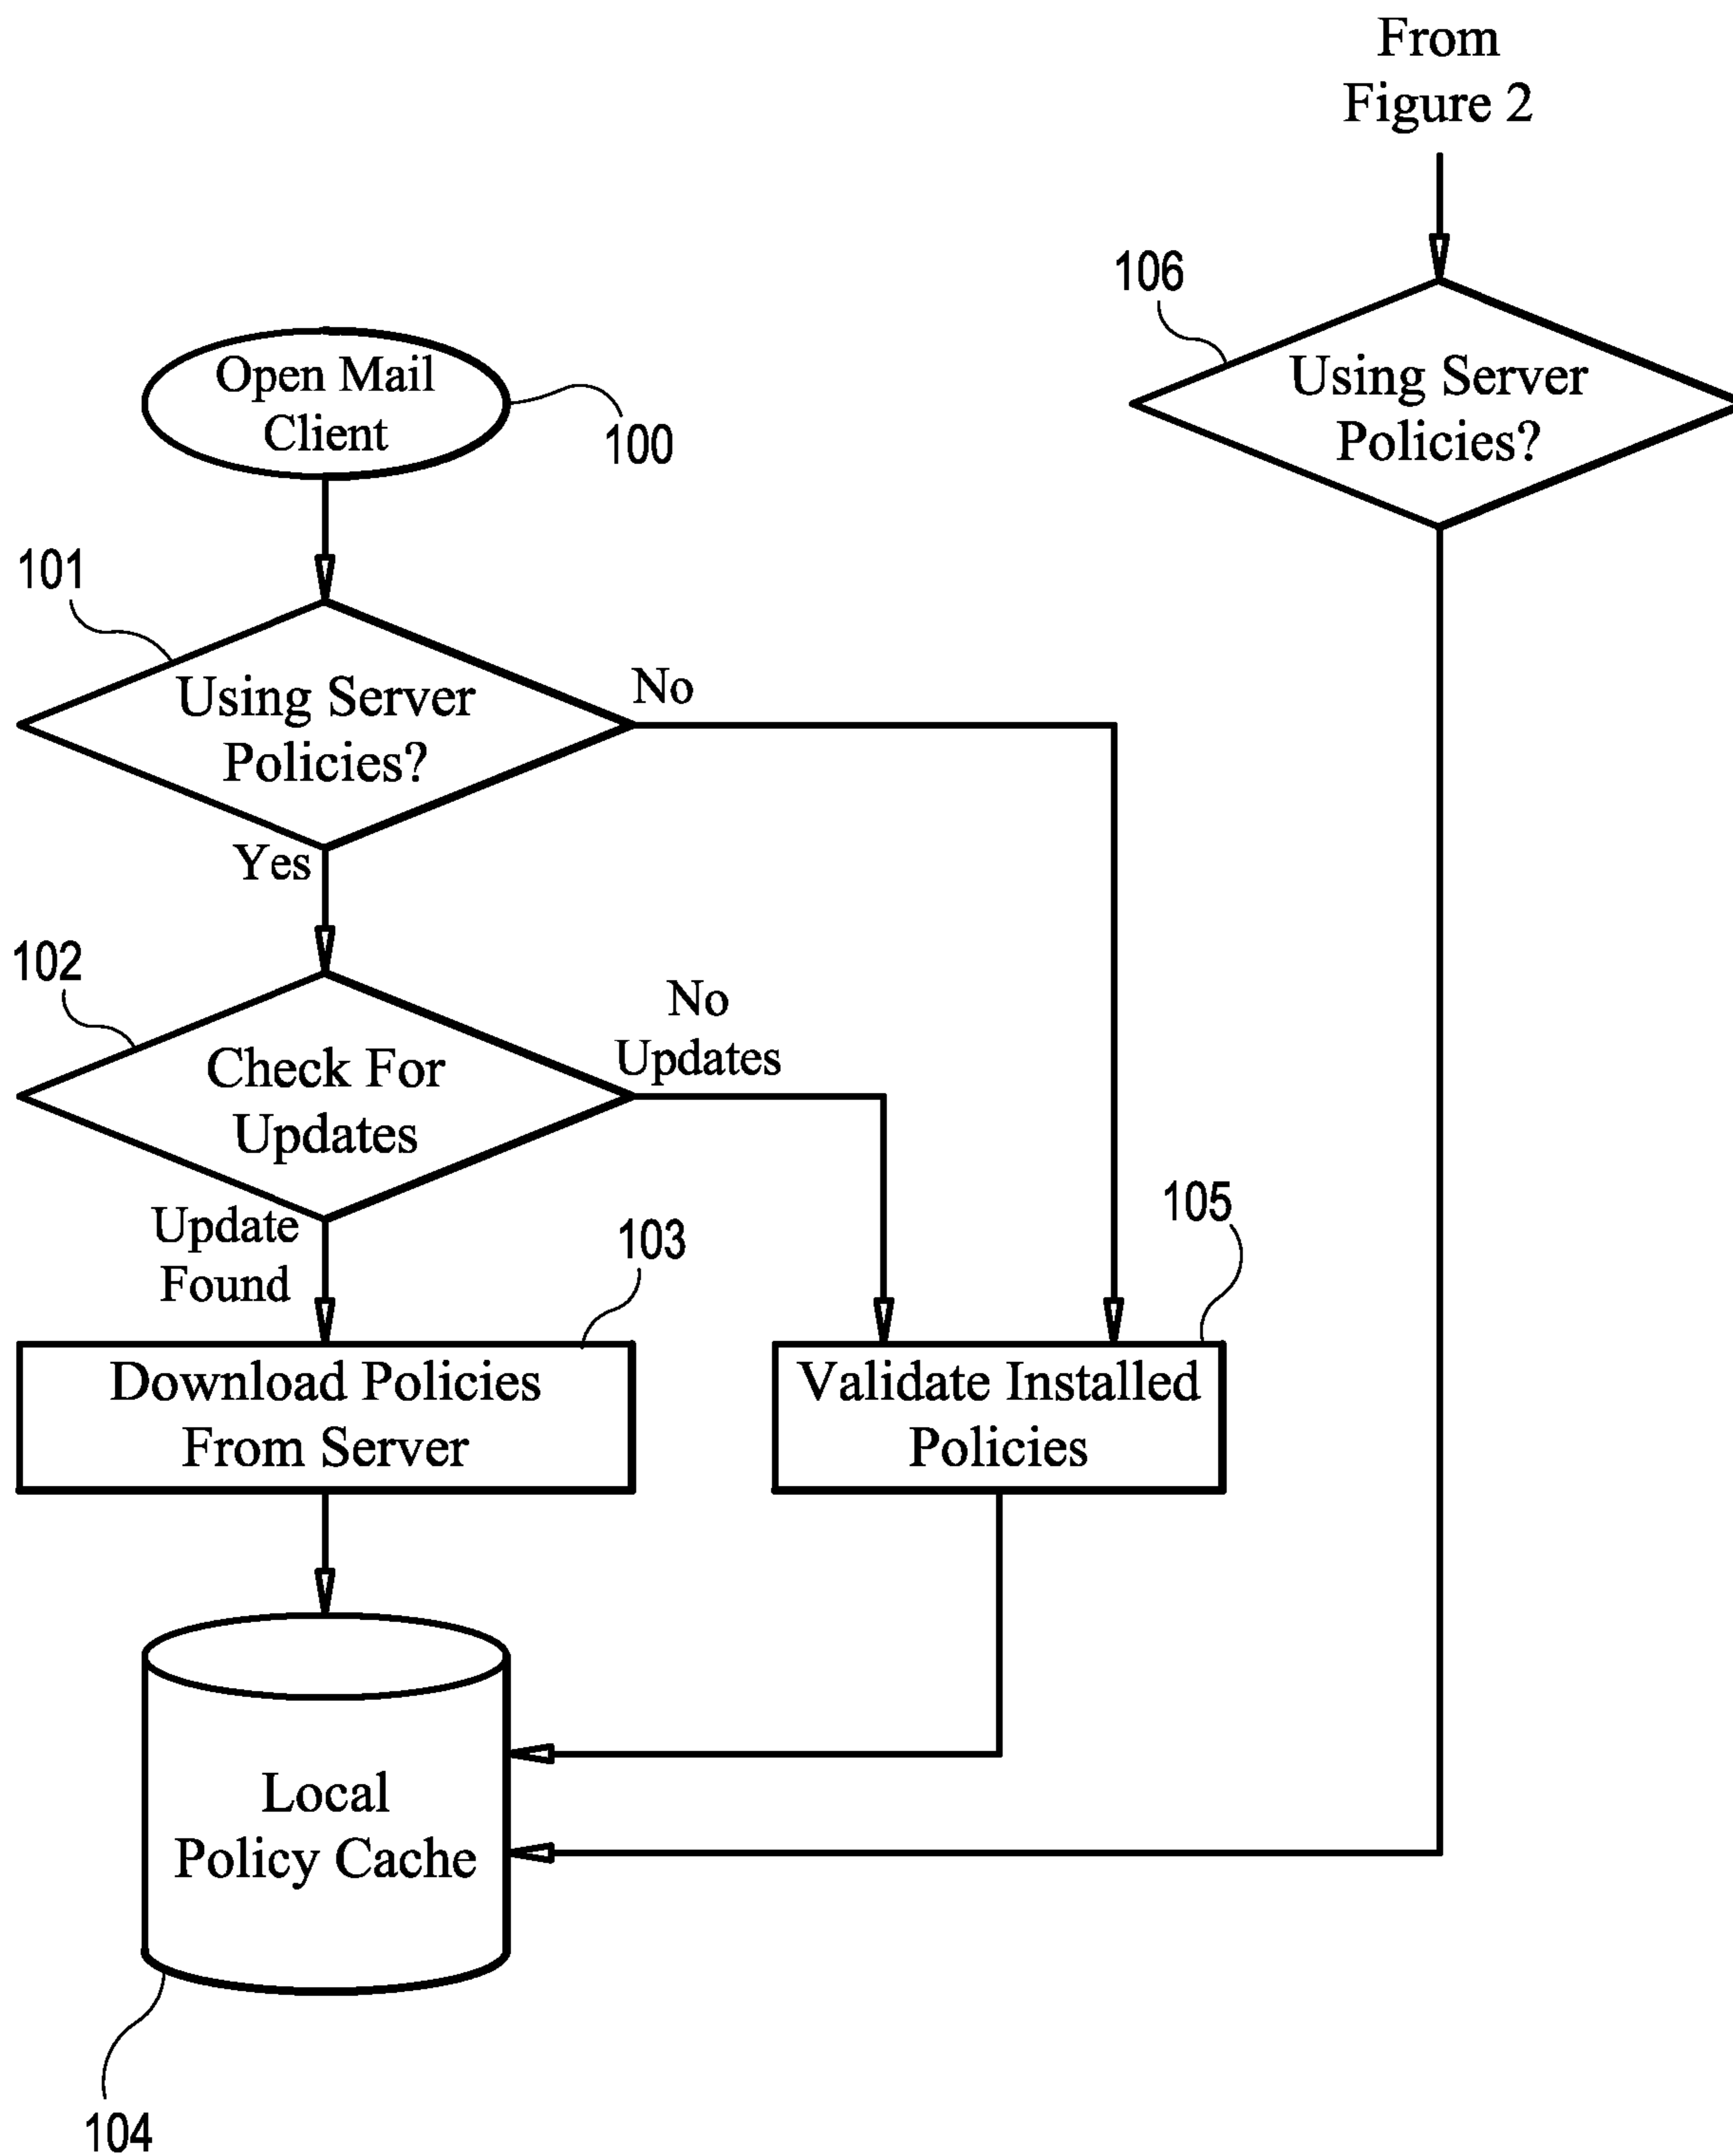 From
Figure 2
106
Using Server
Policies?
Open Mail
Client
100
101
Using Server
Policies?
No
Yes
102
Check For
Updates
No
Updates
Update
Found
103
105
Download Policies
From Server
Validate Installed
Policies
Local
Policy Cache
104